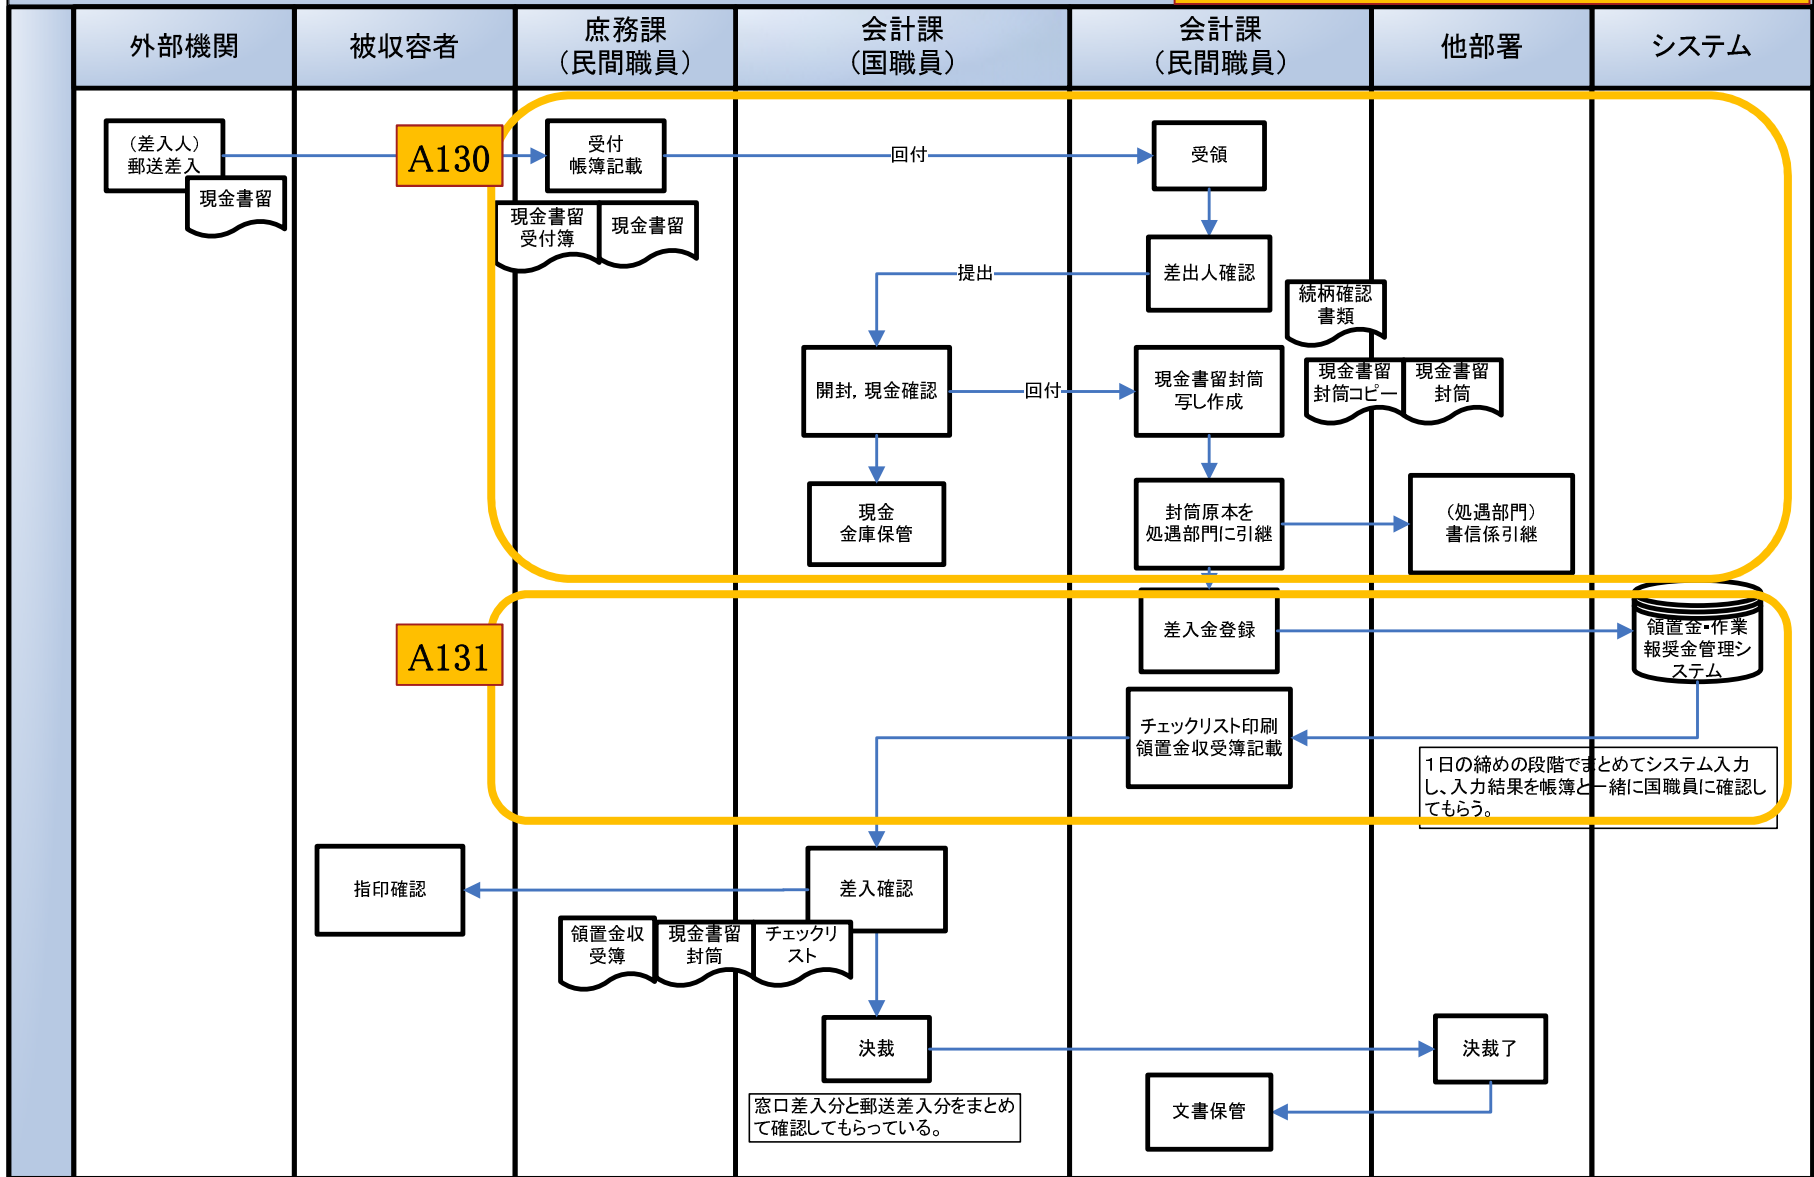 外部機関
被収容者
庶務課
（民間職員）
会計課
（国職員）
会計課
（民間職員）
他部署
システム
（差入人）
郵送差入
現金書留
A130
受付
帳簿記載
現金書留
受付簿
現金書留
回付
受領
提出
差出人確認
続柄確認
書類
開封，現金確認
回付
現金書留封筒
写し作成
現金書留
封筒コピー
現金書留
封筒
現金
金庫保管
封筒原本を
処遇部門に引継
（処遇部門）
書信係引継
A131
差入金登録
領置金・作業
報奨金管理シ
ステム
チェックリスト印刷
領置金収受簿記載
１日の締めの段階でまとめてシステム入力
し、入力結果を帳簿と一緒に国職員に確認し
てもらう。
指印確認
差入確認
領置金収
受簿
現金書留
封筒
チェックリ
スト
決裁
決裁了
窓口差入分と郵送差入分をまとめ
て確認してもらっている。
文書保管